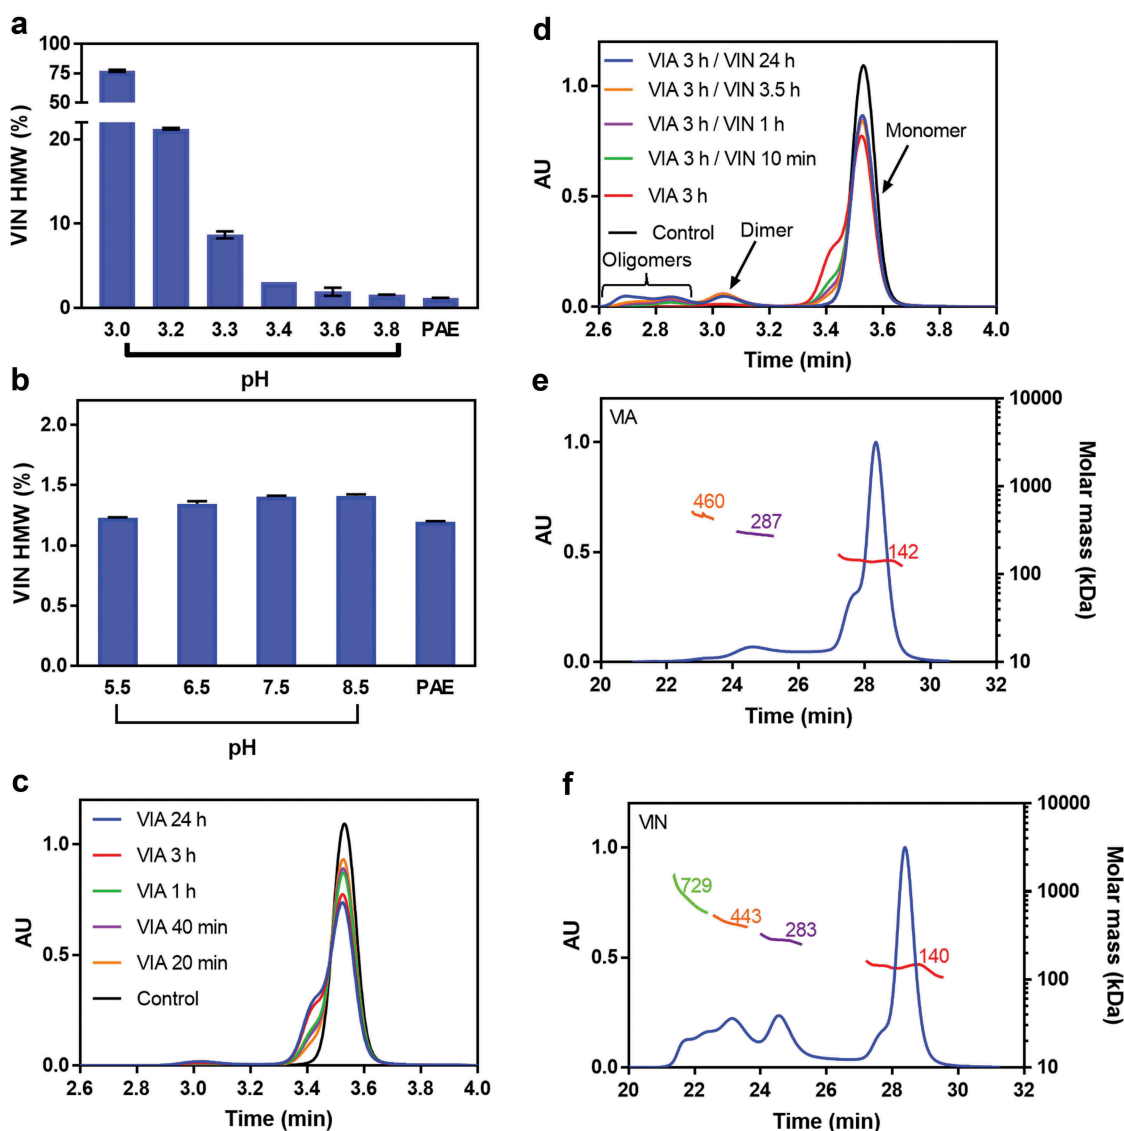 a
VIN HMW (%)
100
75
50
20
10
0
3.0 3.2 3.3 3.4 3.6 3.8 PAE
pH
b
VIN HMW (%)
2.0
1.5
1.0
0.5
0.0
5.5 6.5 7.5 8.5 PAE
pH
c
AU
1.0
0.5
0.0
VIA 24 h
VIA 3 h
VIA 1 h
VIA 40 min
VIA 20 min
Control
2.6 2.8 3.0 3.2 3.4 3.6 3.8 4.0
Time (min)
d
AU
1.0
0.5
0.0
VIA 3 h / VIN 24 h
VIA 3 h / VIN 3.5 h
VIA 3 h / VIN 1 h
VIA 3 h / VIN 10 min
VIA 3 h
Control
Monomer
Dimer
Oligomers
2.6 2.8 3.0 3.2 3.4 3.6 3.8 4.0
Time (min)
e
VIA
AU
1.0
0.5
0.0
460
287
142
10000
1000
100
10
Molar mass (kDa)
20 22 24 26 28 30 32
Time (min)
f
VIN
AU
1.0
0.5
0.0
729
443
283
140
10000
1000
100
10
Molar mass (kDa)
20 22 24 26 28 30 32
Time (min)